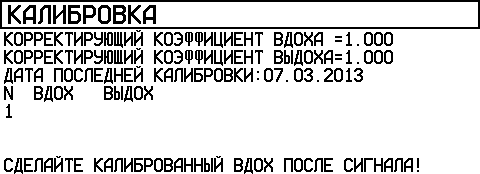 КАЛИБРОВКА
КОРРЕКТИРУЮЩИЙ КОЭФФИЦИЕНТ ВДОХА =1.000
КОРРЕКТИРУЮЩИЙ КОЭФФИЦИЕНТ ВЫДОХА=1.000
ДАТА ПОСЛЕДНЕЙ КАЛИБРОВКИ:07.03.2013
N ВДОХ ВЫДОХ
1
СДЕЛАЙТЕ КАЛИБРОВАННЫЙ ВДОХ ПОСЛЕ СИГНАЛА!